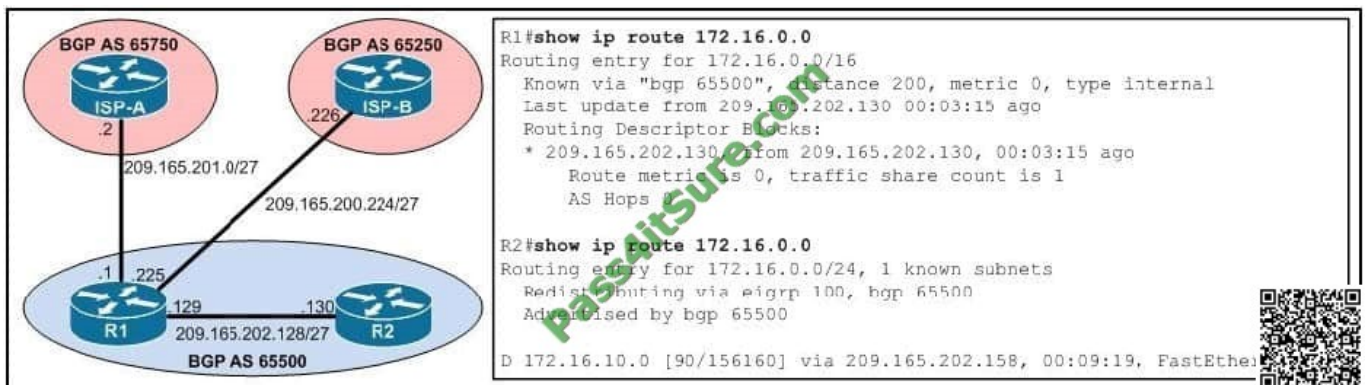 BGP AS 65750
BGP AS 65250
ISP-A
ISP-B
.2
.226
209.165.201.0/27
209.165.200.224/27
.1
.225
.129
.130
R1
R2
209.165.202.128/27
BGP AS 65500
R1#show ip route 172.16.0.0
Routing entry for 172.16.0.0/16
Known via "bgp 65500", distance 200, metric 0, type internal
Last update from 209.165.202.130 00:03:15 ago
Routing Descriptor Blocks:
* 209.165.202.130, from 209.165.202.130, 00:03:15 ago
Route metric is 0, traffic share count is 1
AS Hops 0
R2#show ip route 172.16.0.0
Routing entry for 172.16.0.0/24, 1 known subnets
Redistributing via eigrp 100, bgp 65500
Advertised by bgp 65500
D 172.16.10.0 [90/156160] via 209.165.202.158, 00:09:19,
Pass4itSure.com